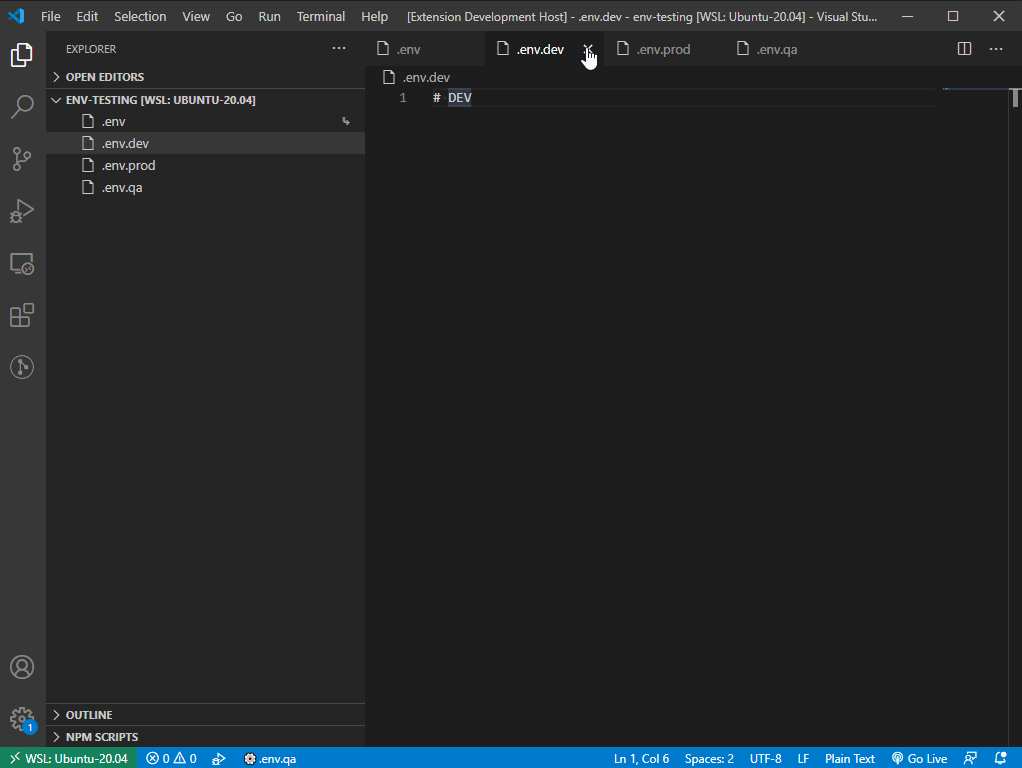 File Edit Selection View Go Run Terminal Help [Extension Development Host] - .env.dev - env-testing [WSL: Ubuntu-20.04] - Visual Stu...
EXPLORER
.env .env.dev .env.prod .env.qa
OPEN EDITORS
.env.dev
ENV-TESTING [WSL: UBUNTU-20.04]
1 # DEV
.env
.env.dev
.env.prod
.env.qa
OUTLINE
1
NPM SCRIPTS
WSL: Ubuntu-20.04 0 0 .env.qa Ln 1, Col 6 Spaces: 2 UTF-8 LF Plain Text Go Live